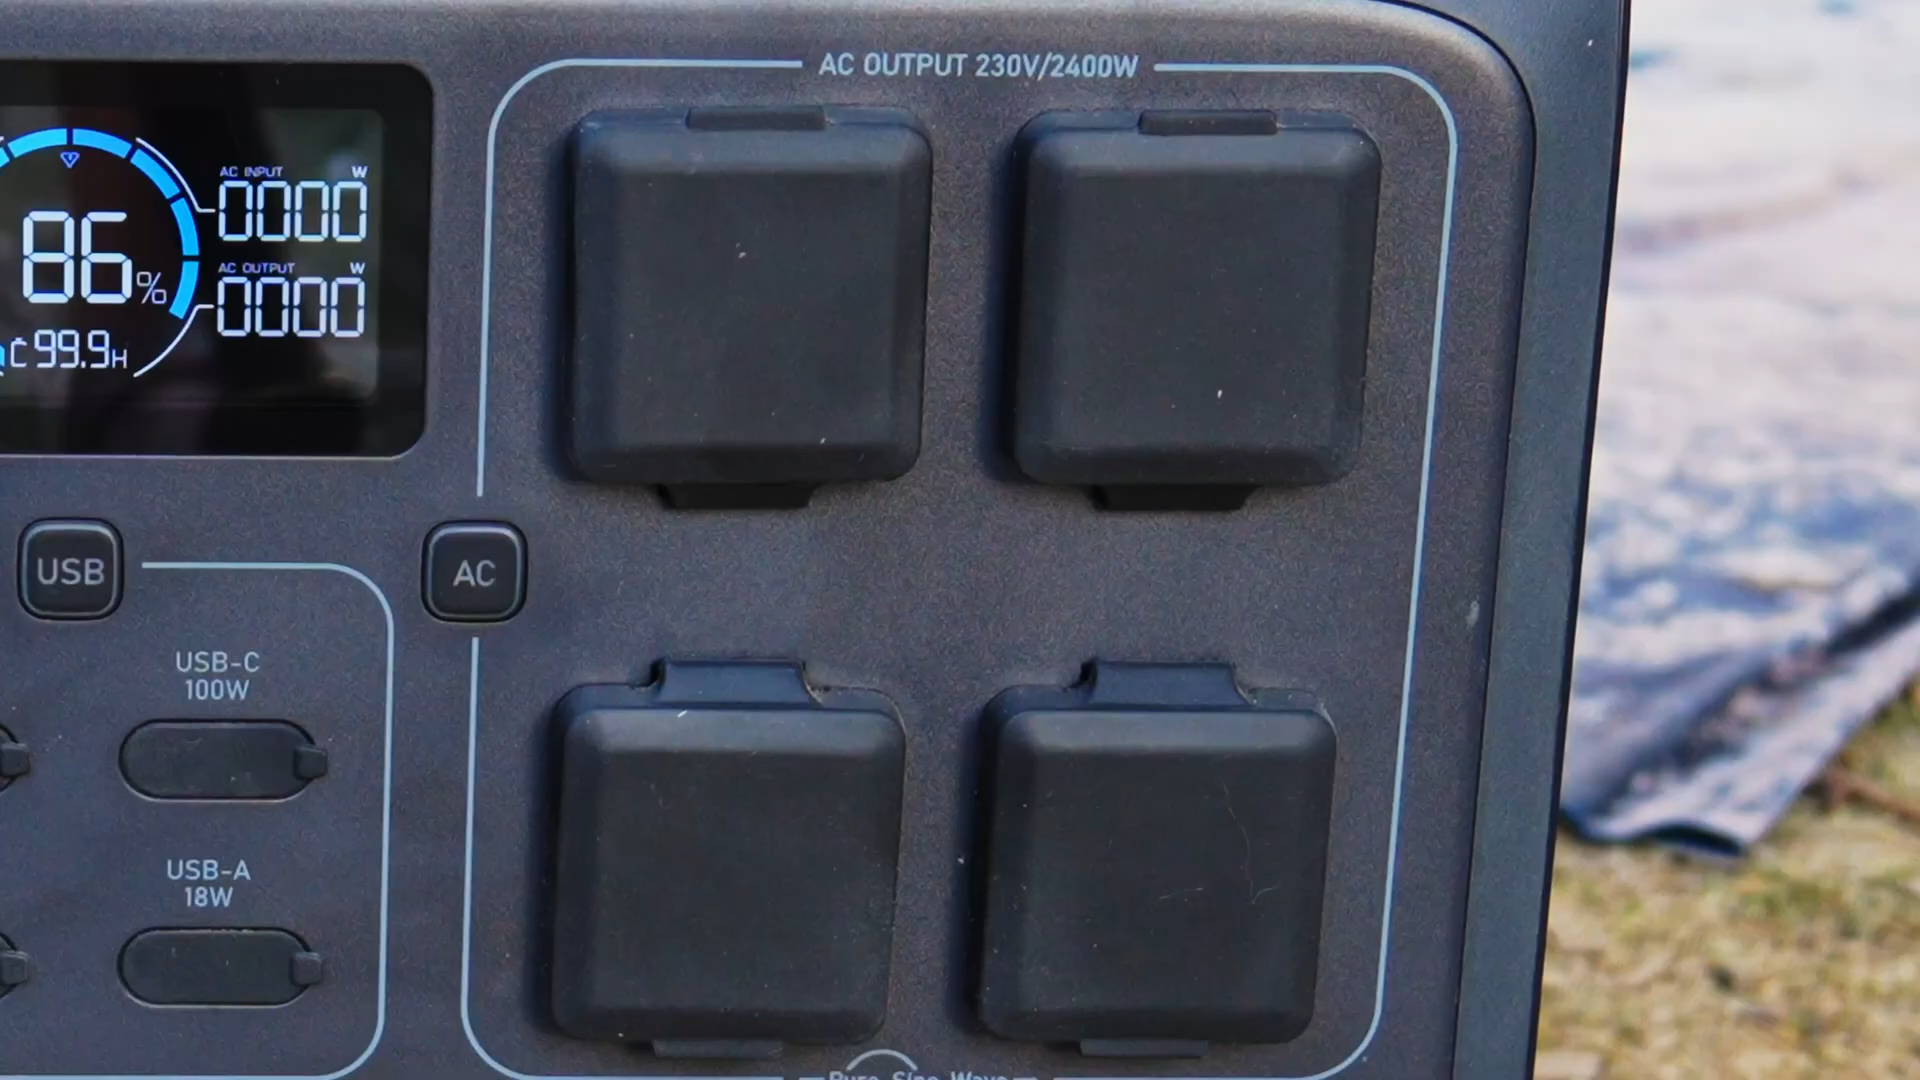 AC OUTPUT 230V/2400W
AC INPUT W
0000
86%
AC OUTPUT W
0000
99.9H
USB
AC
USB-C
100W
USB-A
18W
Pure Sine Wave